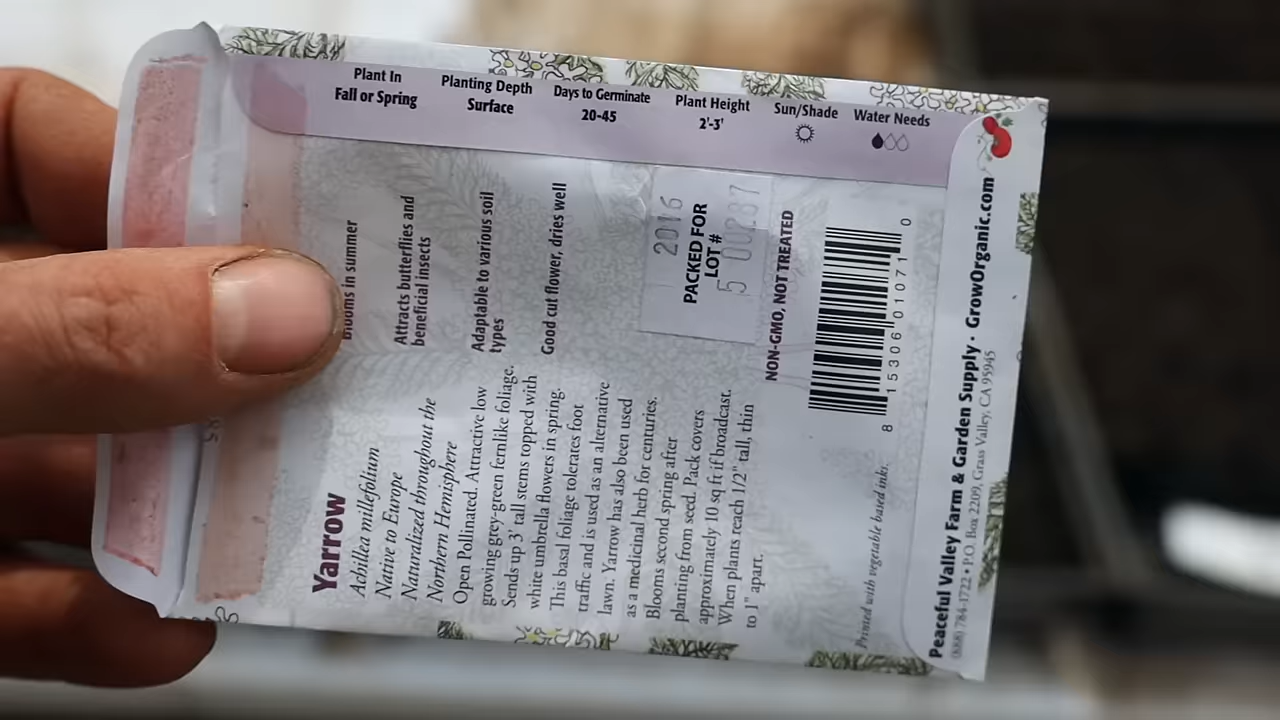 Plant In
Fall or Spring
Planting Depth
Surface
Days to Germinate
20-45
Plant Height
2'-3'
Sun/Shade
Water Needs
Yarrow
Achillea millefolium
Native to Europe
Naturalized throughout the
Northern Hemisphere
Open Pollinated. Attractive low
growing grey-green fernlike foliage.
Sends up 3' tall stems topped with
white umbrella flowers in spring.
This basal foliage tolerates foot
traffic and is used as an alternative
lawn. Yarrow has also been used
as a medicinal herb for centuries.
Blooms second spring after
planting from seed. Pack covers
approximately 10 sq ft if broadcast.
When plants reach 1/2" tall, thin
to 1" apart.
Blooms in summer
Attracts butterflies and
beneficial insects
Adaptable to various soil
types
Good cut flower, dries well
2016
PACKED FOR
LOT #
NON-GMO, NOT TREATED
8 15306 01071 0
Printed with vegetable based inks.
Peaceful Valley Farm & Garden Supply · GrowOrganic.com
(888) 784-1722 • P.O. Box 2209, Grass Valley, CA 95945